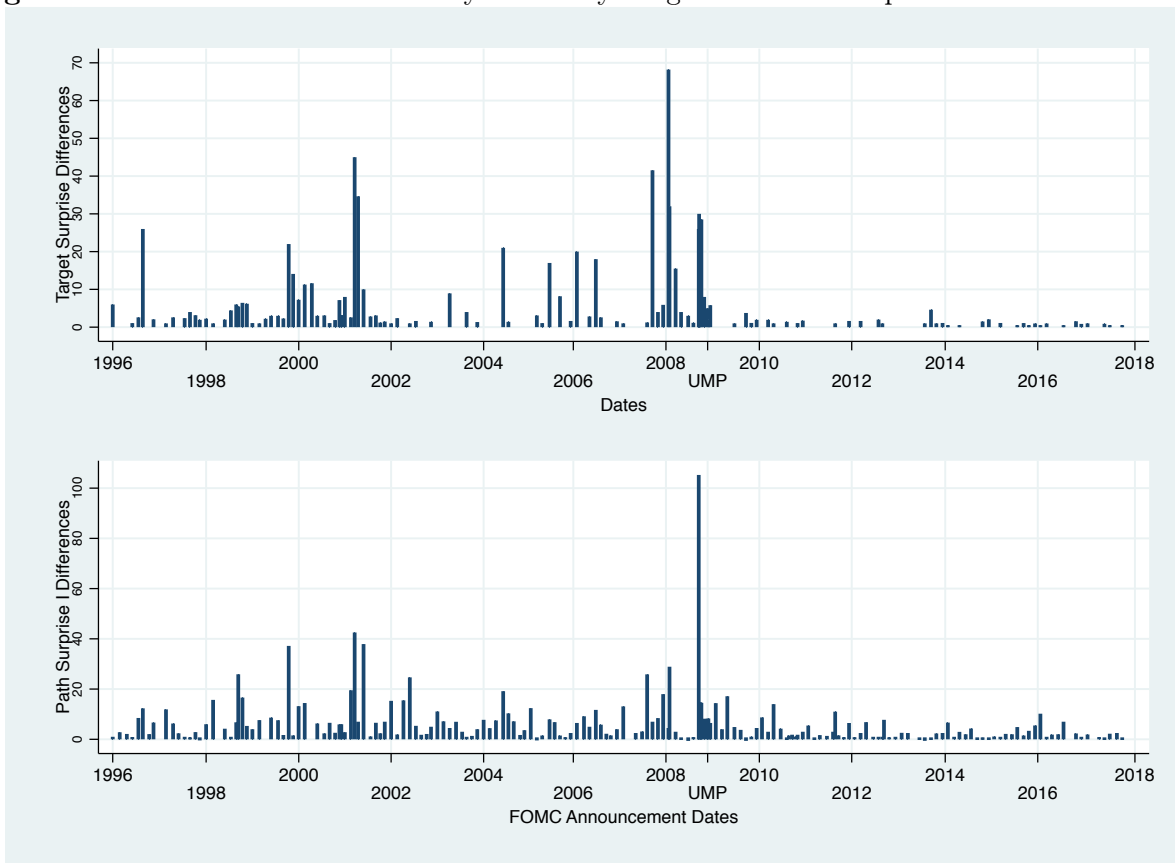 70
60
50
40
30
20
10
0
Target Surprise Differences
1996 2000 2004 2008 2010 2014 2018
1998 2002 2006 UMP 2012 2016
Dates
100
80
60
40
20
0
Path Surprise I Differences
1996 2000 2004 2008 2010 2014 2018
1998 2002 2006 UMP 2012 2016
FOMC Announcement Dates